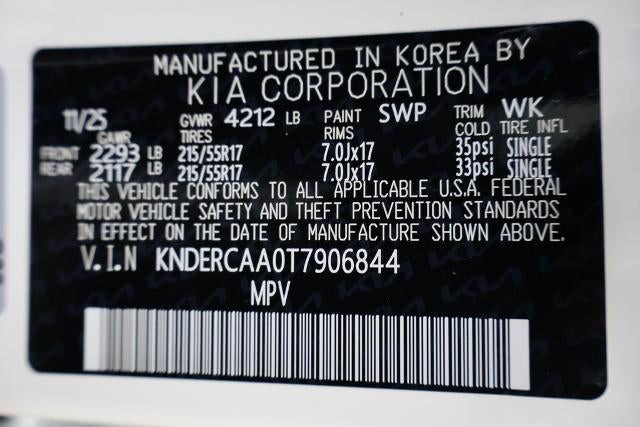 MANUFACTURED IN KOREA BY
KIA CORPORATION
11/25 GVWR 4212 LB PAINT SWP TRIM WK
GAWR TIRES RIMS COLD TIRE INFL
FRONT 2293 LB 215/55R17 7.0Jx17 35psi SINGLE
REAR 2117 LB 215/55R17 7.0Jx17 33psi SINGLE
THIS VEHICLE CONFORMS TO ALL APPLICABLE U.S.A. FEDERAL
MOTOR VEHICLE SAFETY AND THEFT PREVENTION STANDARDS
IN EFFECT ON THE DATE OF MANUFACTURE SHOWN ABOVE.
V.I.N KNDERCAA0T7906844
MPV